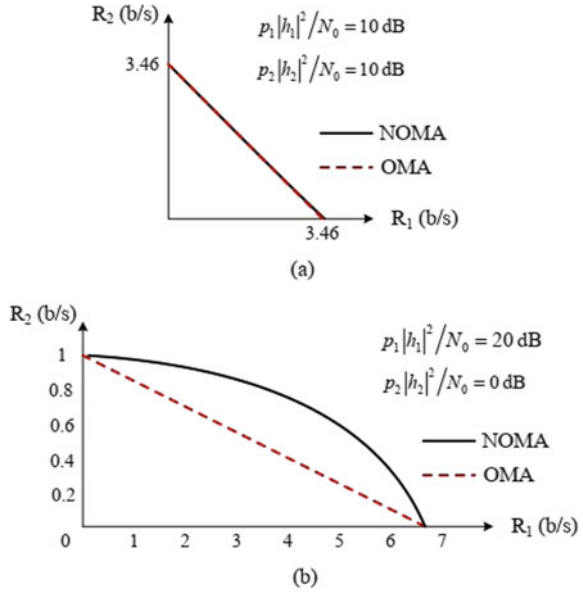 R₂ (b/s)
p₁|h₁|²/N₀ = 10 dB
p₂|h₂|²/N₀ = 10 dB
3.46
NOMA
OMA
3.46
R₁ (b/s)
(a)
R₂ (b/s)
p₁|h₁|²/N₀ = 20 dB
p₂|h₂|²/N₀ = 0 dB
1
0.8
0.6
0.4
0.2
NOMA
OMA
0 1 2 3 4 5 6 7
R₁ (b/s)
(b)